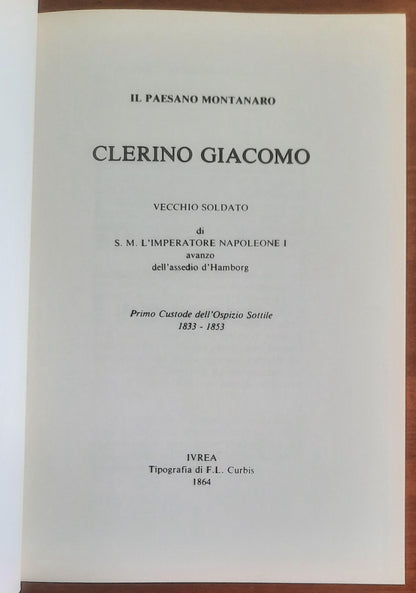 IL PAESANO MONTANARO
CLERINO GIACOMO
VECCHIO SOLDATO
di
S. M. L'IMPERATORE NAPOLEONE I
avanzo
dell'assedio d'Hamborg
Primo Custode dell'Ospizio Sottile
1833 - 1853
IVREA
Tipografia di F.L. Curbis
1864